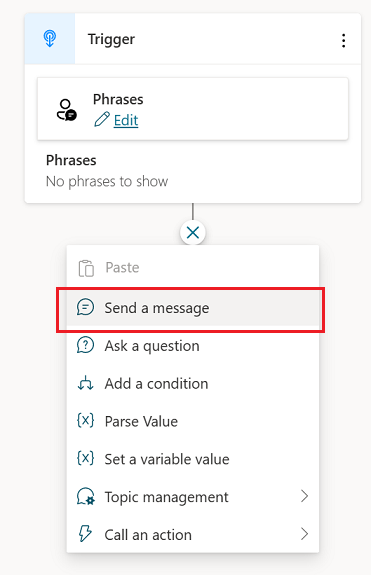 Trigger
Phrases
Edit
Phrases
No phrases to show
Paste
Send a message
Ask a question
Add a condition
Parse Value
Set a variable value
Topic management
Call an action